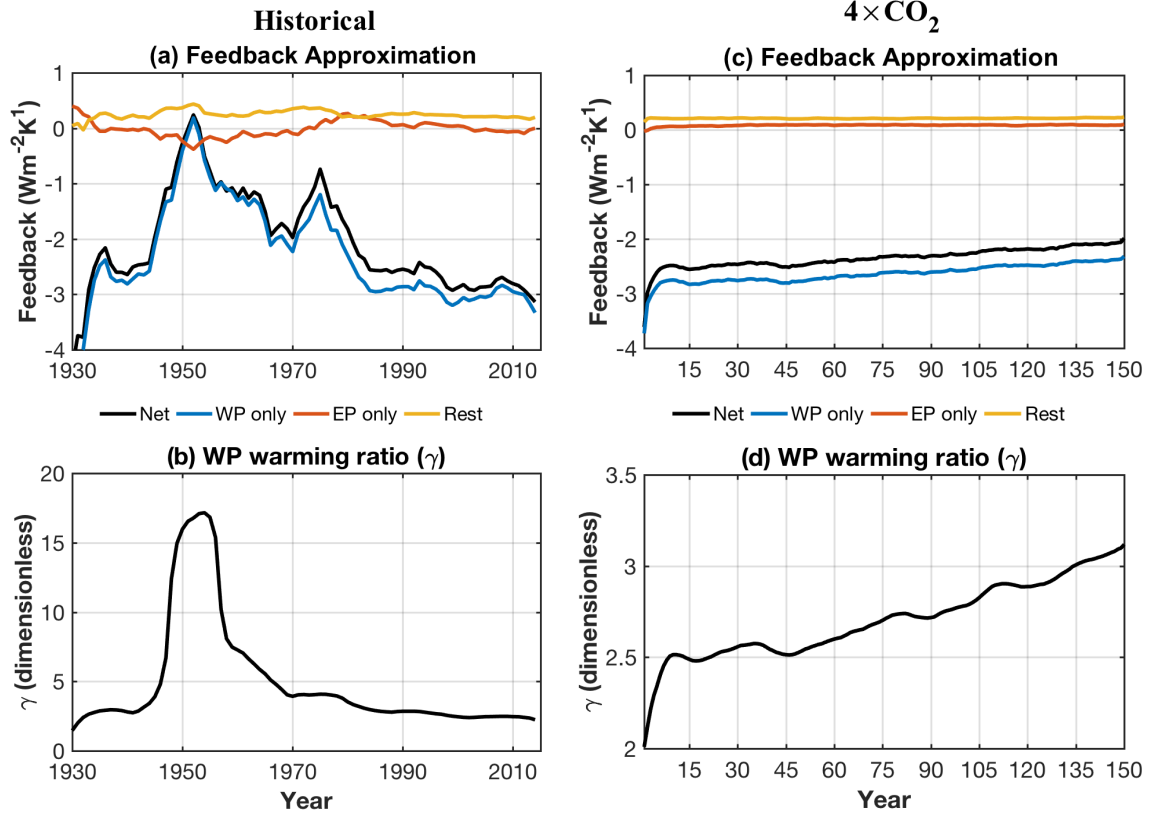 Historical
4×CO₂
(a) Feedback Approximation
(c) Feedback Approximation
Feedback (Wm⁻²K¹)
1
0
-1
-2
-3
-4
1930 1950 1970 1990 2010
Feedback (Wm⁻²K¹)
1
0
-1
-2
-3
-4
15 30 45 60 75 90 105 120 135 150
Net WP only EP only Rest
Net WP only EP only Rest
(b) WP warming ratio (γ)
(d) WP warming ratio (γ)
γ (dimensionless)
20
15
10
5
0
1930 1950 1970 1990 2010
Year
γ (dimensionless)
3.5
3
2.5
2
15 30 45 60 75 90 105 120 135 150
Year